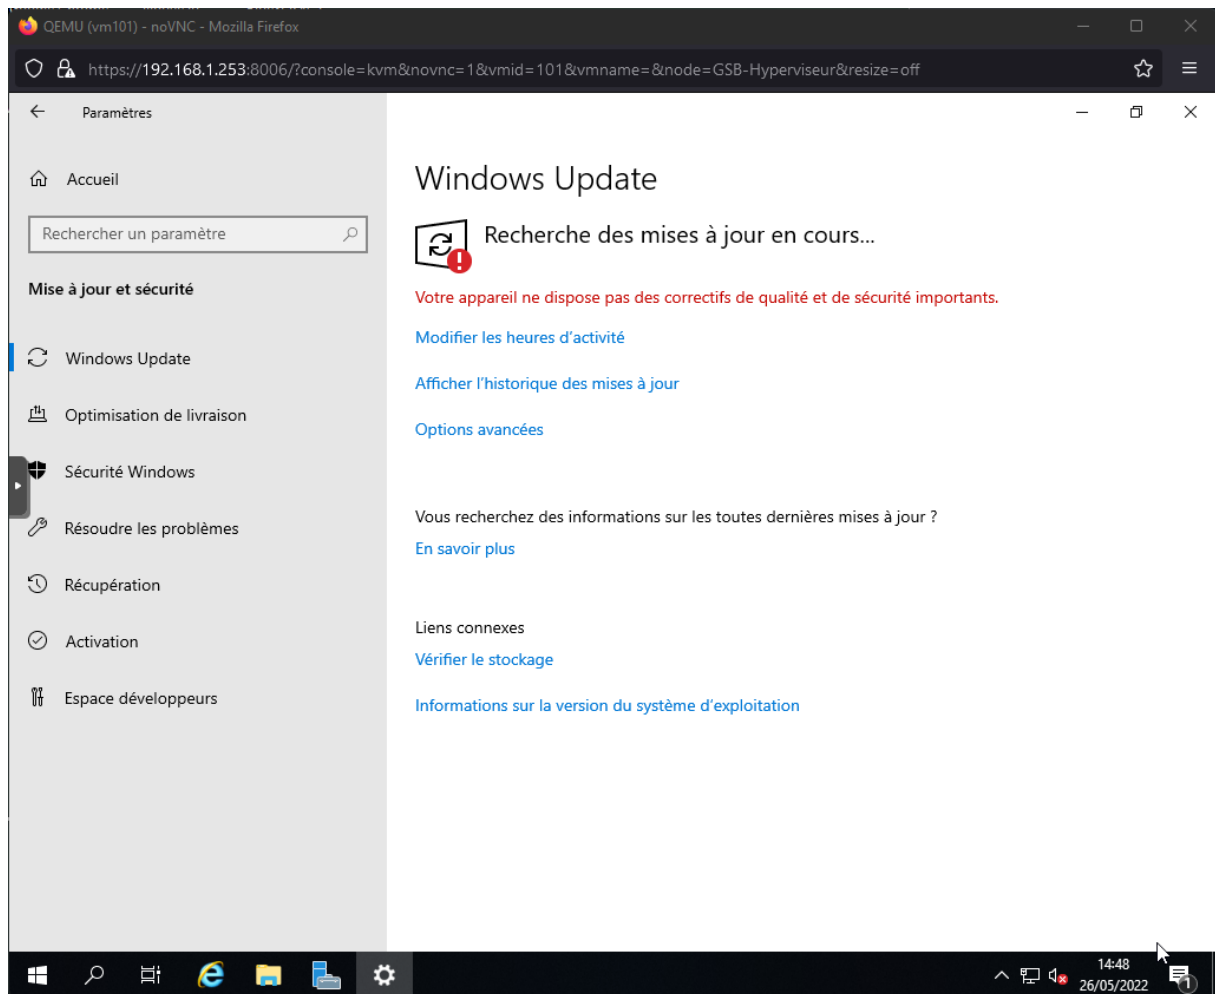 QEMU (vm101) - noVNC - Mozilla Firefox
https://192.168.1.253:8006/?console=kvm&novnc=1&vmid=101&vmname=&node=GSB-Hyperviseur&resize=off
Paramètres
Accueil
Rechercher un paramètre
Mise à jour et sécurité
Windows Update
Optimisation de livraison
Sécurité Windows
Résoudre les problèmes
Récupération
Activation
Espace développeurs
Windows Update
Recherche des mises à jour en cours...
Votre appareil ne dispose pas des correctifs de qualité et de sécurité importants.
Modifier les heures d'activité
Afficher l'historique des mises à jour
Options avancées
Vous recherchez des informations sur les toutes dernières mises à jour ?
En savoir plus
Liens connexes
Vérifier le stockage
Informations sur la version du système d'exploitation
14:48
26/05/2022
1